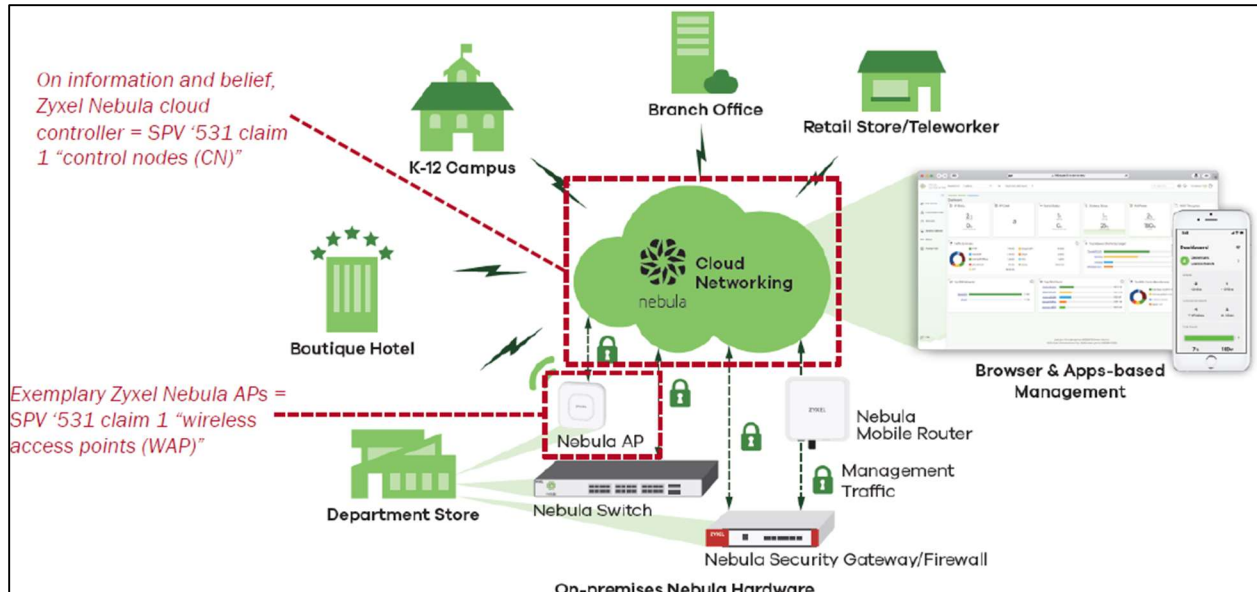 On information and belief,
Zyxel Nebula cloud
controller = SPV ‘531 claim
1 “control nodes (CN)”
K-12 Campus
Branch Office
Retail Store/Teleworker
nebula
Cloud
Networking
Boutique Hotel
Browser & Apps-based
Management
Exemplary Zyxel Nebula APs =
SPV ‘531 claim 1 “wireless
access points (WAP)”
Nebula AP
ZYXEL
Nebula
Mobile Router
Management
Traffic
Department Store
Nebula Switch
ZYXEL
Nebula Security Gateway/Firewall
On-premises Nebula Hardware